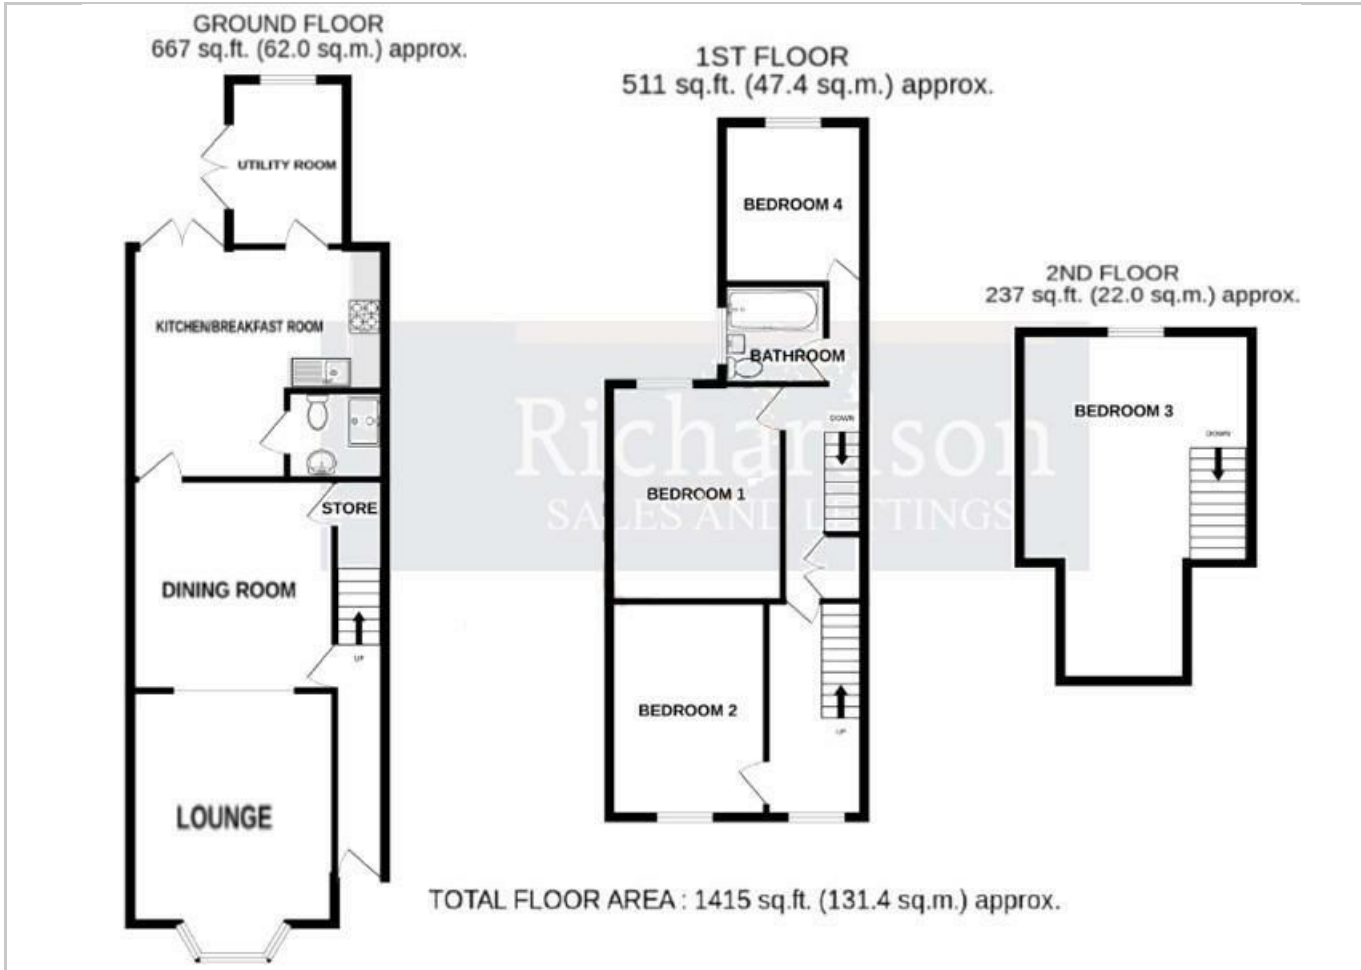 GROUND FLOOR
667 sq.ft. (62.0 sq.m.) approx.
UTILITY ROOM
KITCHEN/BREAKFAST ROOM
STORE
DINING ROOM
UP
LOUNGE
1ST FLOOR
511 sq.ft. (47.4 sq.m.) approx.
BEDROOM 4
BATHROOM
DOWN
BEDROOM 1
BEDROOM 2
UP
2ND FLOOR
237 sq.ft. (22.0 sq.m.) approx.
BEDROOM 3
DOWN
Richardson
SALES AND LETTINGS
TOTAL FLOOR AREA : 1415 sq.ft. (131.4 sq.m.) approx.